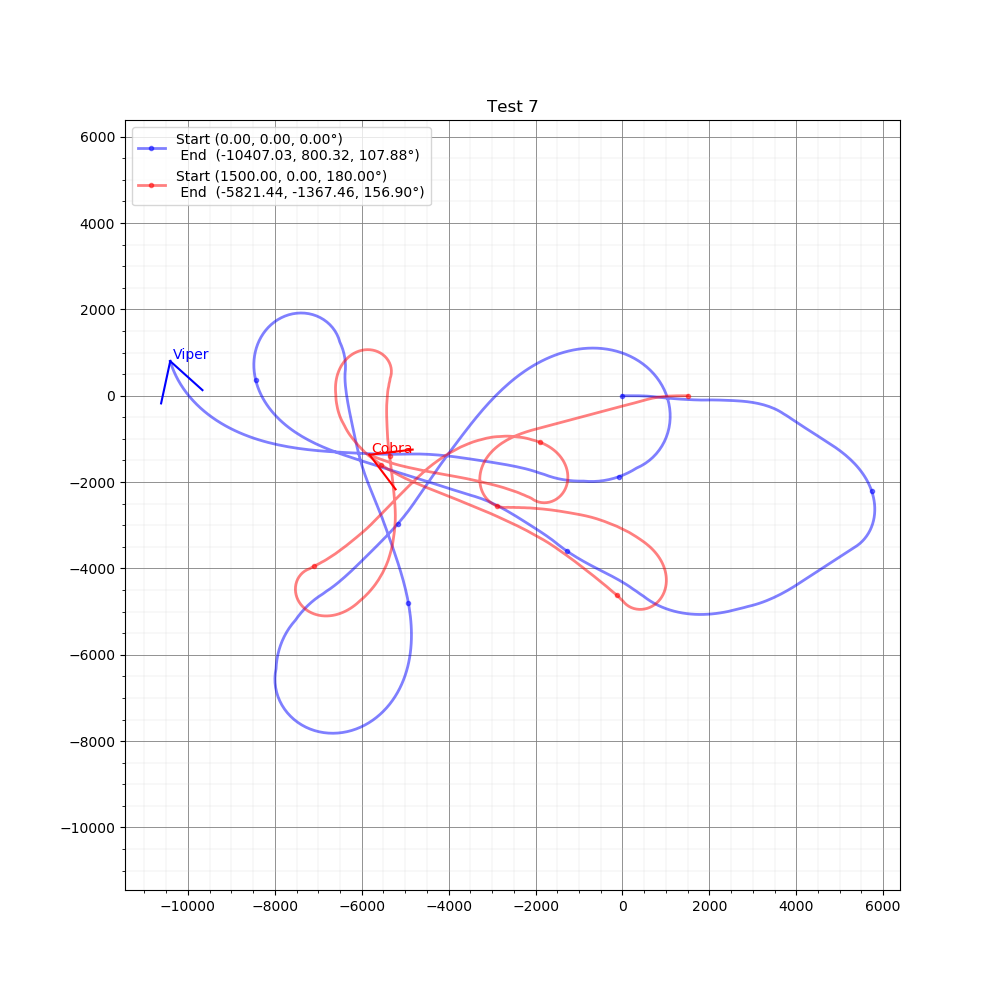 Test 7
Start (0.00, 0.00, 0.00°)
End (-10407.03, 800.32, 107.88°)
Start (1500.00, 0.00, 180.00°)
End (-5821.44, -1367.46, 156.90°)
6000
4000
2000
0
−2000
−4000
−6000
−8000
−10000
Viper
Cobra
−10000 −8000 −6000 −4000 −2000 0 2000 4000 6000